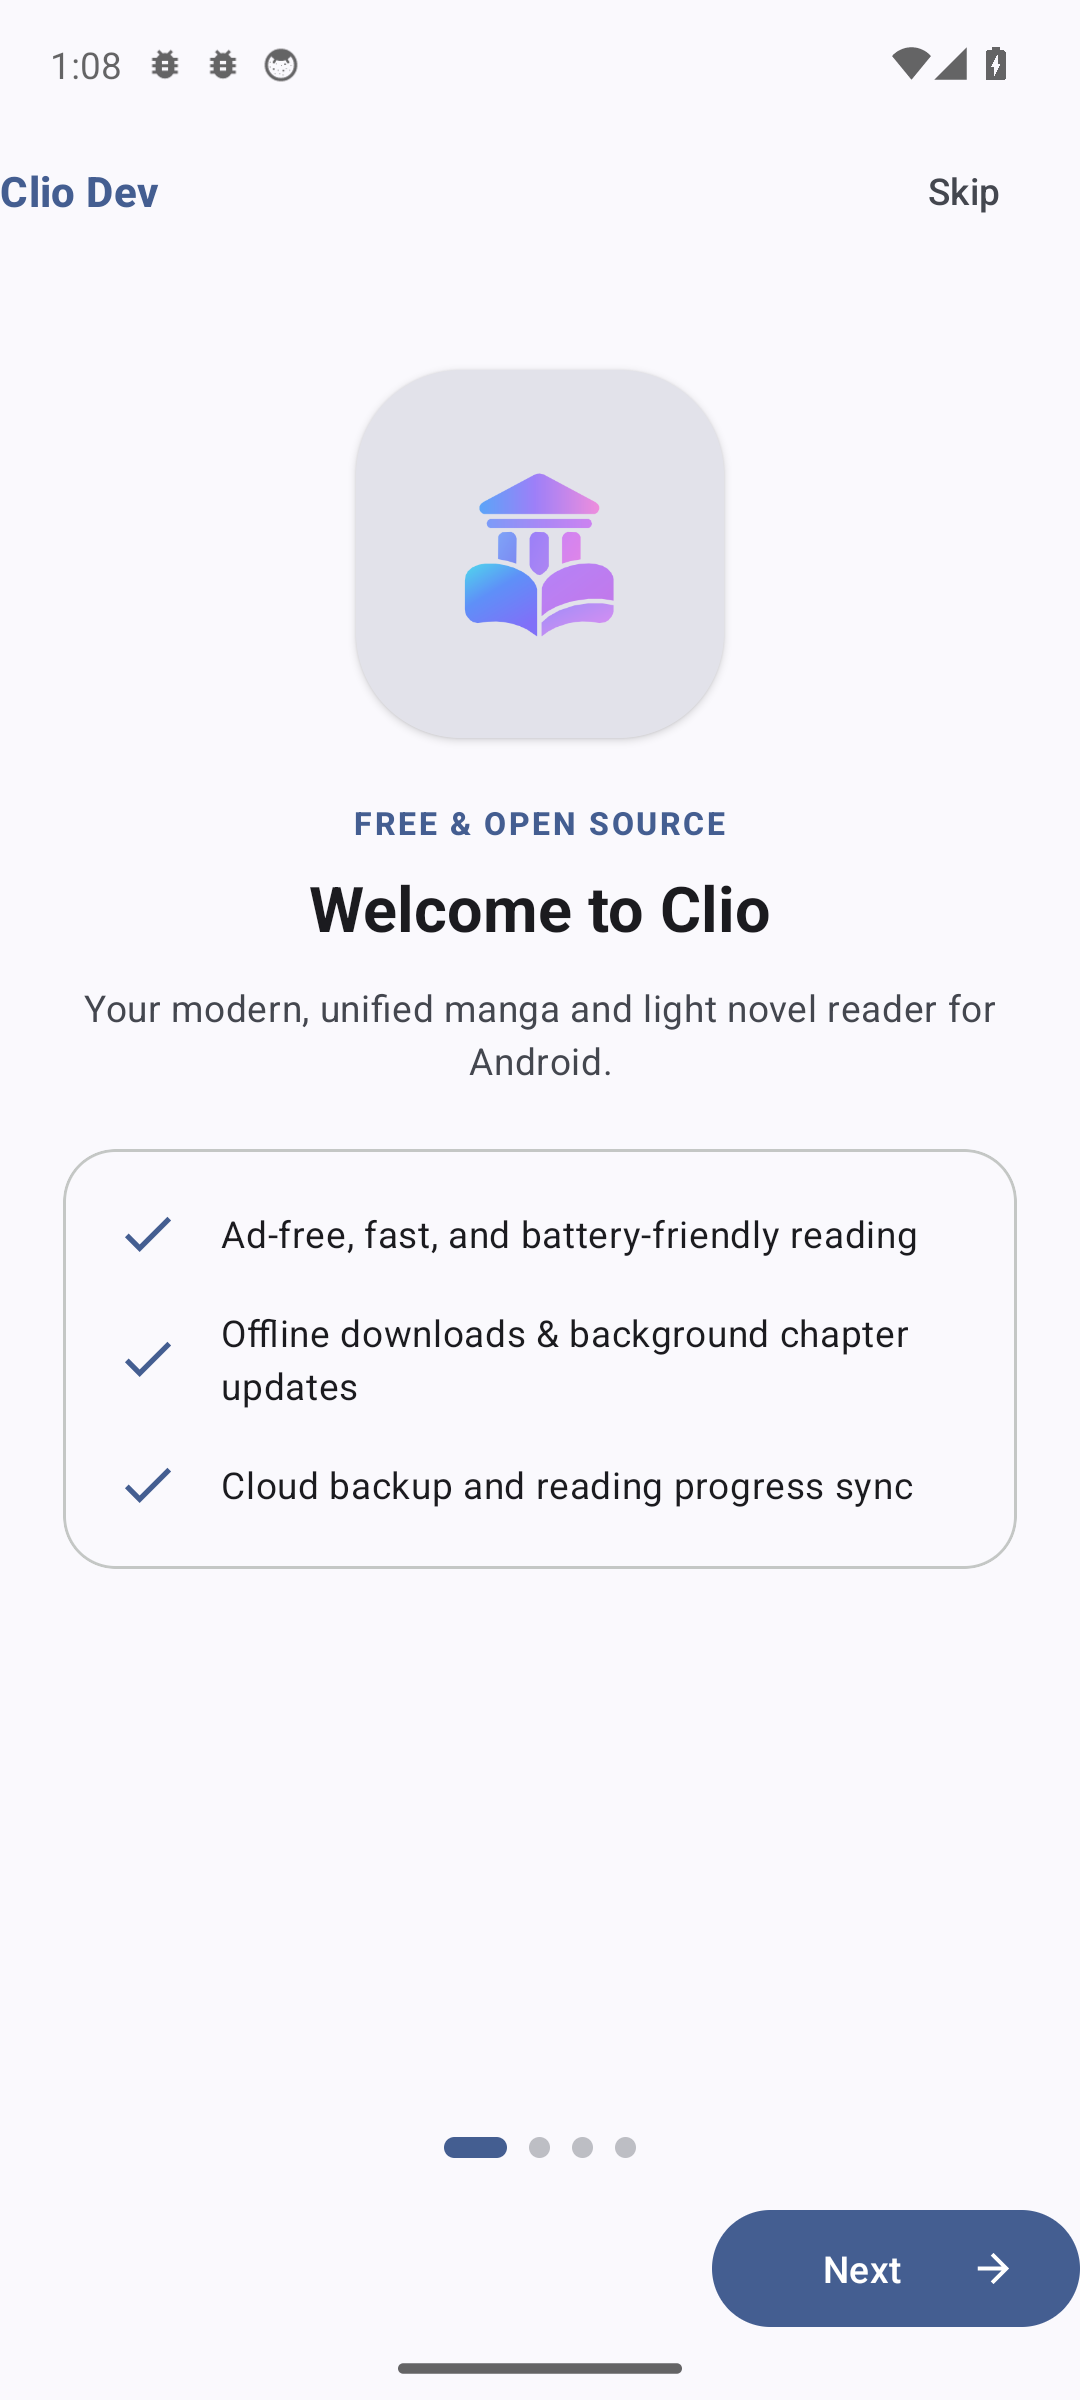 1:08
Clio Dev
Skip
FREE & OPEN SOURCE
Welcome to Clio
Your modern, unified manga and light novel reader for
Android.
Ad-free, fast, and battery-friendly reading
Offline downloads & background chapter
updates
Cloud backup and reading progress sync
Next